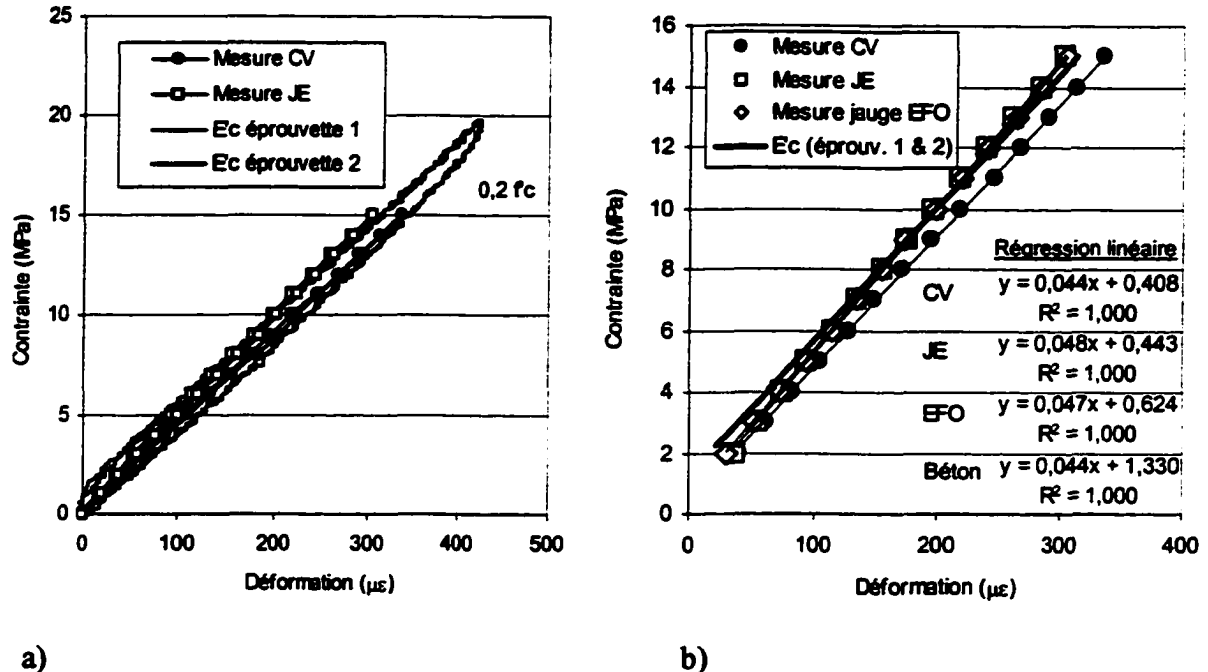 25
20
15
10
5
0
Contrainte (MPa)
Mesure CV
Mesure JE
E'c éprouvette 1
E'c éprouvette 2
0,2 f'c
0 100 200 300 400 500
Déformation (µε)
a)
16
14
12
10
8
6
4
2
0
Contrainte (MPa)
Mesure CV
Mesure JE
Mesure jauge EFO
E'c (éprouv. 1 & 2)
Régression linéaire
CV y = 0,044x + 0,408
R² = 1,000
JE y = 0,048x + 0,443
R² = 1,000
EFO y = 0,047x + 0,624
R² = 1,000
Béton y = 0,044x + 1,330
R² = 1,000
0 100 200 300 400
Déformation (µε)
b)